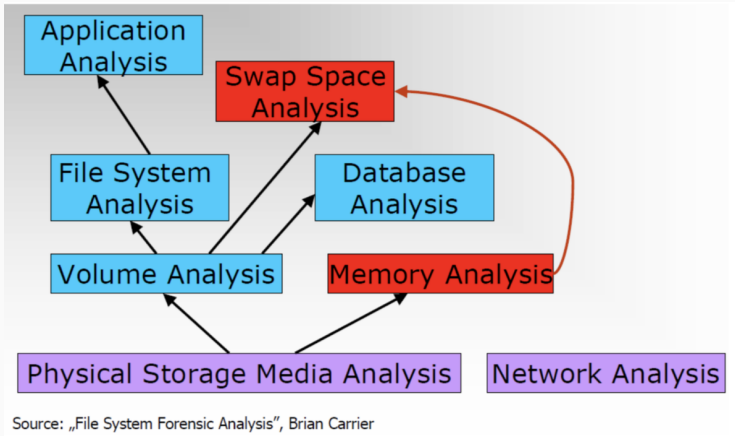 Application
Analysis
Swap Space
Analysis
File System
Analysis
Database
Analysis
Volume Analysis
Memory Analysis
Physical Storage Media Analysis
Network Analysis
Source: „File System Forensic Analysis”, Brian Carrier